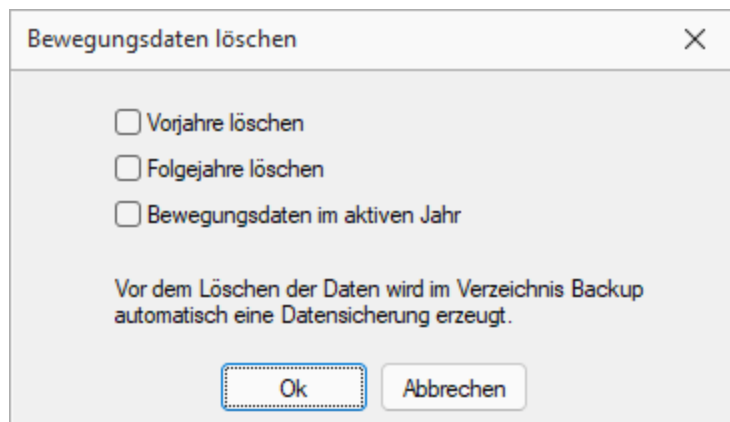 Bewegungsdaten löschen
Vorjahre löschen
Folgejahre löschen
Bewegungsdaten im aktiven Jahr
Vor dem Löschen der Daten wird im Verzeichnis Backup
automatisch eine Datensicherung erzeugt.
Ok
Abbrechen